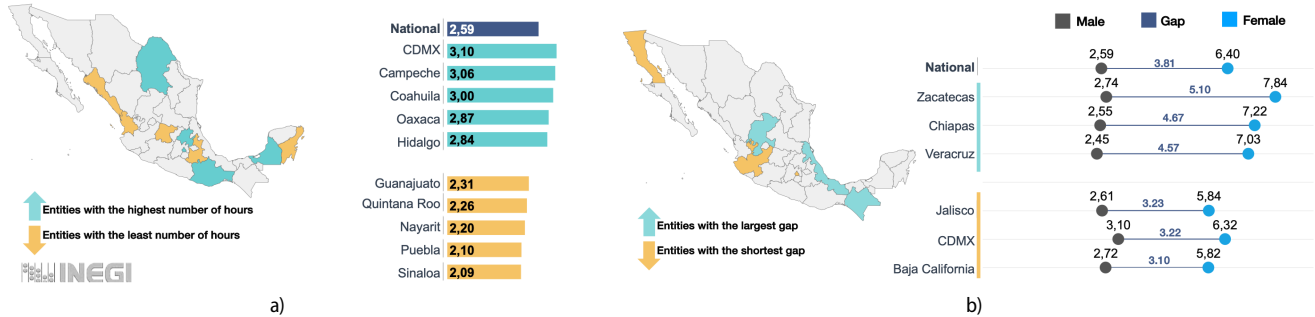 National 2,59
CDMX 3,10
Campeche 3,06
Coahuila 3,00
Oaxaca 2,87
Hidalgo 2,84
Guanajuato 2,31
Quintana Roo 2,26
Nayarit 2,20
Puebla 2,10
Sinaloa 2,09
Entities with the highest number of hours
Entities with the least number of hours
INEGI
a)
Entities with the largest gap
Entities with the shortest gap
Male Gap Female
National 2,59 3.81 6,40
Zacatecas 2,74 5.10 7,84
Chiapas 2,55 4.67 7,22
Veracruz 2,45 4.57 7,03
Jalisco 2,61 3.23 5,84
CDMX 3,10 3.22 6,32
Baja California 2,72 3.10 5,82
b)